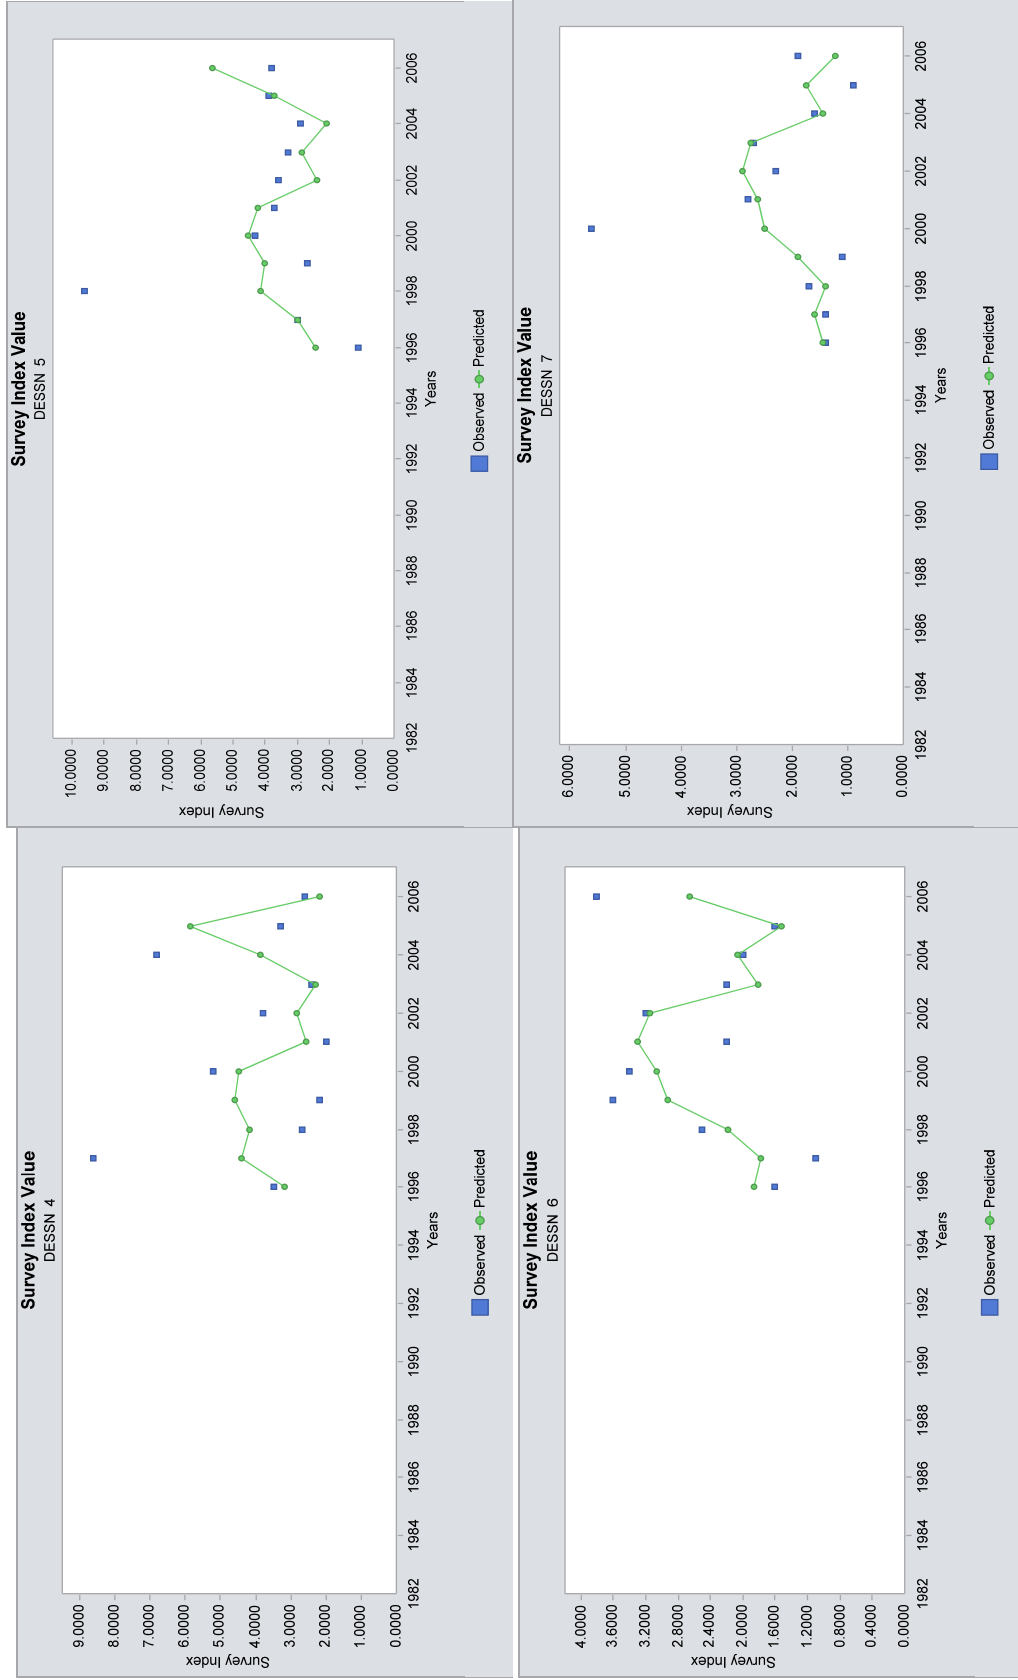 Survey Index Value
DESSN 4
Survey Index
9.0000
8.0000
7.0000
6.0000
5.0000
4.0000
3.0000
2.0000
1.0000
0.0000
1982 1984 1986 1988 1990 1992 1994 1996 1998 2000 2002 2004 2006
Years
Observed Predicted
Survey Index Value
DESSN 5
Survey Index
10.0000
9.0000
8.0000
7.0000
6.0000
5.0000
4.0000
3.0000
2.0000
1.0000
0.0000
1982 1984 1986 1988 1990 1992 1994 1996 1998 2000 2002 2004 2006
Years
Observed Predicted
Survey Index Value
DESSN 6
Survey Index
4.0000
3.6000
3.2000
2.8000
2.4000
2.0000
1.6000
1.2000
0.8000
0.4000
0.0000
1982 1984 1986 1988 1990 1992 1994 1996 1998 2000 2002 2004 2006
Years
Observed Predicted
Survey Index Value
DESSN 7
Survey Index
6.0000
5.0000
4.0000
3.0000
2.0000
1.0000
0.0000
1982 1984 1986 1988 1990 1992 1994 1996 1998 2000 2002 2004 2006
Years
Observed Predicted